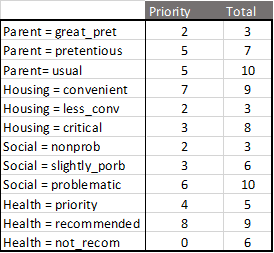 Priority Total
Parent = great_pret 2 3
Parent = pretentious 5 7
Parent= usual 5 10
Housing = convenient 7 9
Housing = less_conv 2 3
Housing = critical 3 8
Social = nonprob 2 3
Social = slightly_porb 3 6
Social = problematic 6 10
Health = priority 4 5
Health = recommended 8 9
Health = not_recom 0 6